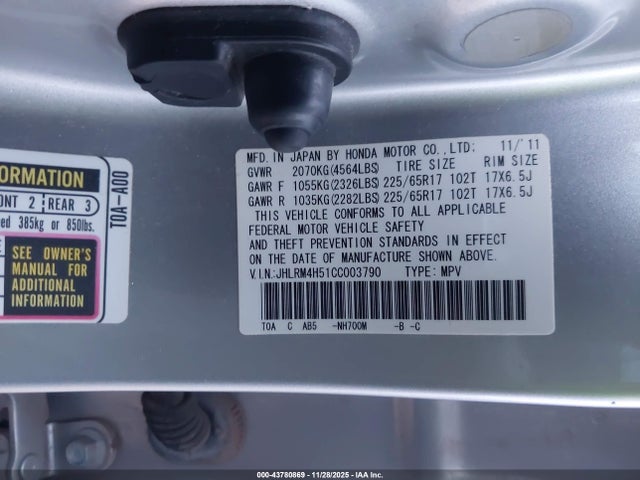 MFD. IN JAPAN BY HONDA MOTOR CO., LTD: 11/'11
GVWR 2070KG(4564LBS) TIRE SIZE RIM SIZE
GAWR F 1055KG(2326LBS) 225/65R17 102T 17X6.5J
GAWR R 1035KG(2282LBS) 225/65R17 102T 17X6.5J
THIS VEHICLE CONFORMS TO ALL APPLICABLE
FEDERAL MOTOR VEHICLE SAFETY
AND THEFT PREVENTION STANDARDS IN EFFECT
ON THE DATE OF MANUFACTURE SHOWN ABOVE.
V.I.N.:JHLRM4H51CC003790 TYPE: MPV
T0A C AB5 -NH700M -B -C
2 REAR 3
385kg or 850lbs.
SEE OWNER'S
MANUAL FOR
ADDITIONAL
INFORMATION
T0A-A00
000-43780869 | 11/28/2025 | IAA Inc.